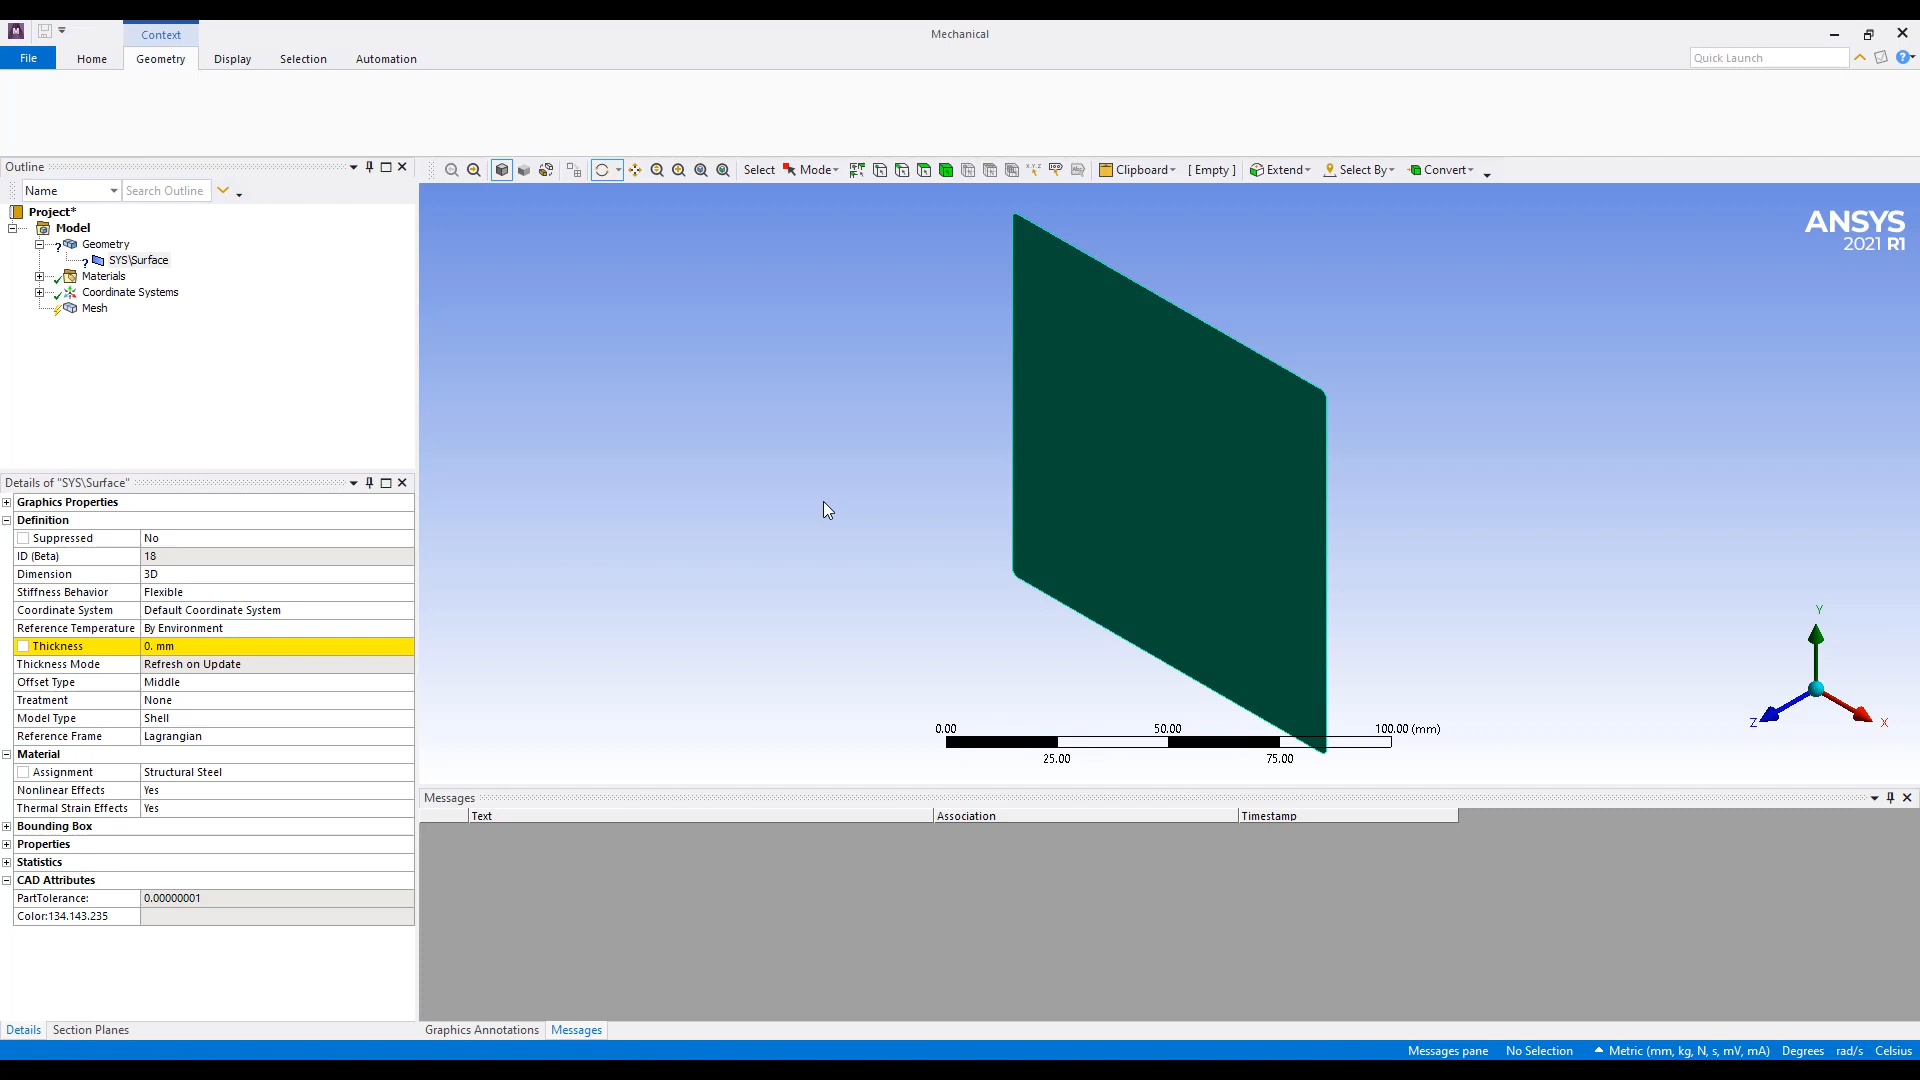 Context
Mechanical
File Home Geometry Display Selection Automation
Quick Launch
Outline
Name Search Outline
Project*
Model
Geometry
SYS\Surface
Materials
Coordinate Systems
Mesh
Select Mode Clipboard [ Empty ] Extend Select By Convert
ANSYS
2021 R1
Details of "SYS\Surface"
Graphics Properties
Definition
Suppressed No
ID (Beta) 18
Dimension 3D
Stiffness Behavior Flexible
Coordinate System Default Coordinate System
Reference Temperature By Environment
Thickness 0. mm
Thickness Mode Refresh on Update
Offset Type Middle
Treatment None
Model Type Shell
Reference Frame Lagrangian
Material
Assignment Structural Steel
Nonlinear Effects Yes
Thermal Strain Effects Yes
Bounding Box
Properties
Statistics
CAD Attributes
PartTolerance: 0.00000001
Color:134.143.235
0.00 50.00 100.00 (mm)
25.00 75.00
Y
Z X
Messages
Text Association Timestamp
Details Section Planes
Graphics Annotations Messages
Messages pane No Selection Metric (mm, kg, N, s, mV, mA) Degrees rad/s Celsius